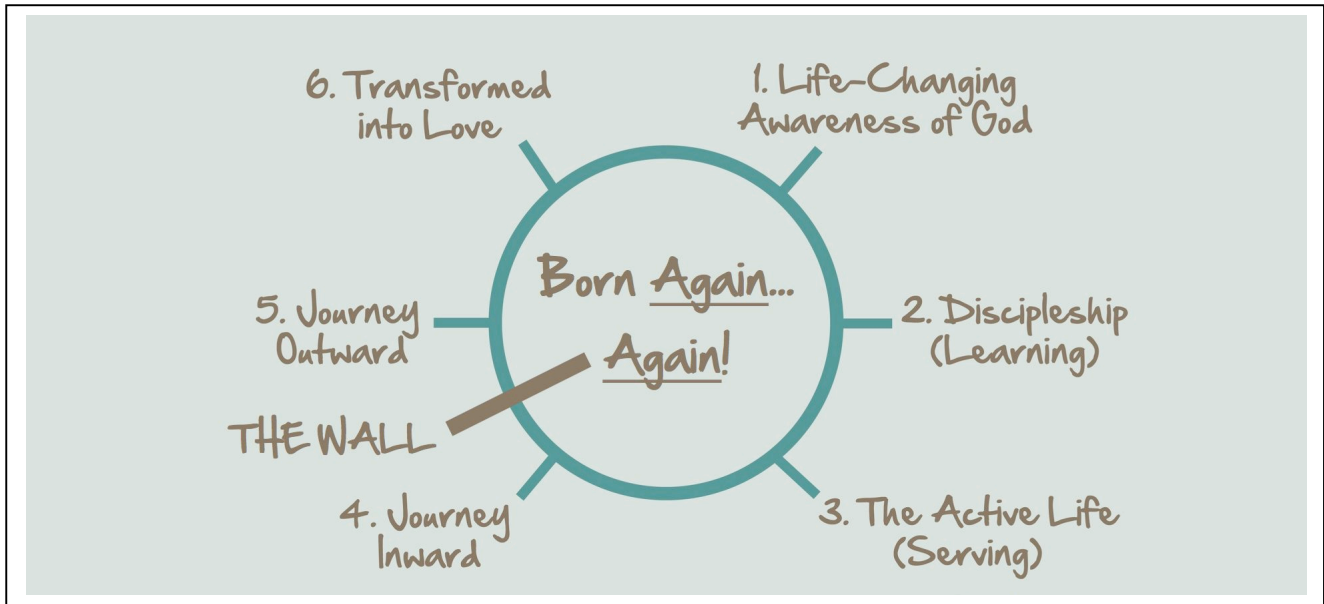 1. Life-Changing
Awareness of God
2. Discipleship
(Learning)
3. The Active Life
(Serving)
4. Journey
Inward
THE WALL
5. Journey
Outward
6. Transformed
into Love
Born Again...
Again!